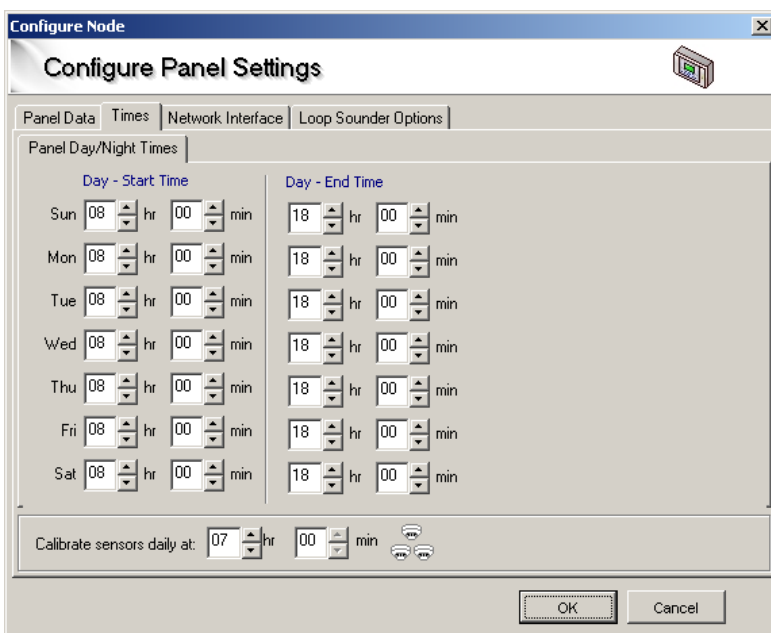 Configure Node
Configure Panel Settings
Panel Data Times Network Interface Loop Sounder Options
Panel Day/Night Times
Day - Start Time Day - End Time
Sun 08 hr 00 min 18 hr 00 min
Mon 08 hr 00 min 18 hr 00 min
Tue 08 hr 00 min 18 hr 00 min
Wed 08 hr 00 min 18 hr 00 min
Thu 08 hr 00 min 18 hr 00 min
Fri 08 hr 00 min 18 hr 00 min
Sat 08 hr 00 min 18 hr 00 min
Calibrate sensors daily at: 07 hr 00 min
OK Cancel